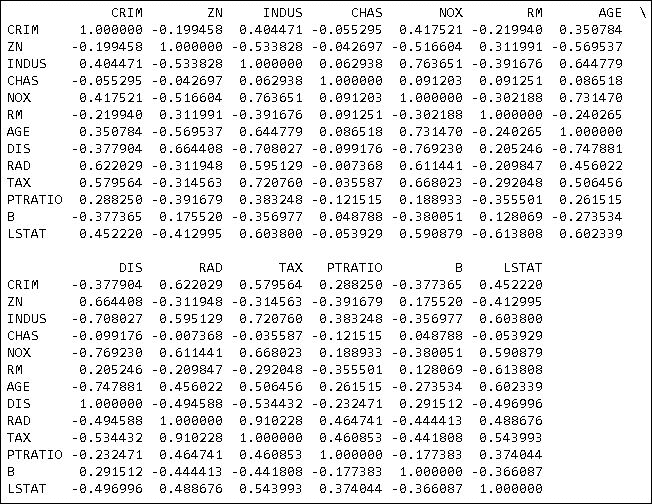 CRIM ZN INDUS CHAS NOX RM AGE \
CRIM 1.000000 -0.199458 0.404471 -0.055295 0.417521 -0.219940 0.350784
ZN -0.199458 1.000000 -0.533828 -0.042697 -0.516604 0.311991 -0.569537
INDUS 0.404471 -0.533828 1.000000 0.062938 0.763651 -0.391676 0.644779
CHAS -0.055295 -0.042697 0.062938 1.000000 0.091203 0.091251 0.086518
NOX 0.417521 -0.516604 0.763651 0.091203 1.000000 -0.302188 0.731470
RM -0.219940 0.311991 -0.391676 0.091251 -0.302188 1.000000 -0.240265
AGE 0.350784 -0.569537 0.644779 0.086518 0.731470 -0.240265 1.000000
DIS -0.377904 0.664408 -0.708027 -0.099176 -0.769230 0.205246 -0.747881
RAD 0.622029 -0.311948 0.595129 -0.007368 0.611441 -0.209847 0.456022
TAX 0.579564 -0.314563 0.720760 -0.035587 0.668023 -0.292048 0.506456
PTRATIO 0.288250 -0.391679 0.383248 -0.121515 0.188933 -0.355501 0.261515
B -0.377365 0.175520 -0.356977 0.048788 -0.380051 0.128069 -0.273534
LSTAT 0.452220 -0.412995 0.603800 -0.053929 0.590879 -0.613808 0.602339
DIS RAD TAX PTRATIO B LSTAT
CRIM -0.377904 0.622029 0.579564 0.288250 -0.377365 0.452220
ZN 0.664408 -0.311948 -0.314563 -0.391679 0.175520 -0.412995
INDUS -0.708027 0.595129 0.720760 0.383248 -0.356977 0.603800
CHAS -0.099176 -0.007368 -0.035587 -0.121515 0.048788 -0.053929
NOX -0.769230 0.611441 0.668023 0.188933 -0.380051 0.590879
RM 0.205246 -0.209847 -0.292048 -0.355501 0.128069 -0.613808
AGE -0.747881 0.456022 0.506456 0.261515 -0.273534 0.602339
DIS 1.000000 -0.494588 -0.534432 -0.232471 0.291512 -0.496996
RAD -0.494588 1.000000 0.910228 0.464741 -0.444413 0.488676
TAX -0.534432 0.910228 1.000000 0.460853 -0.441808 0.543993
PTRATIO -0.232471 0.464741 0.460853 1.000000 -0.177383 0.374044
B 0.291512 -0.444413 -0.441808 -0.177383 1.000000 -0.366087
LSTAT -0.496996 0.488676 0.543993 0.374044 -0.366087 1.000000